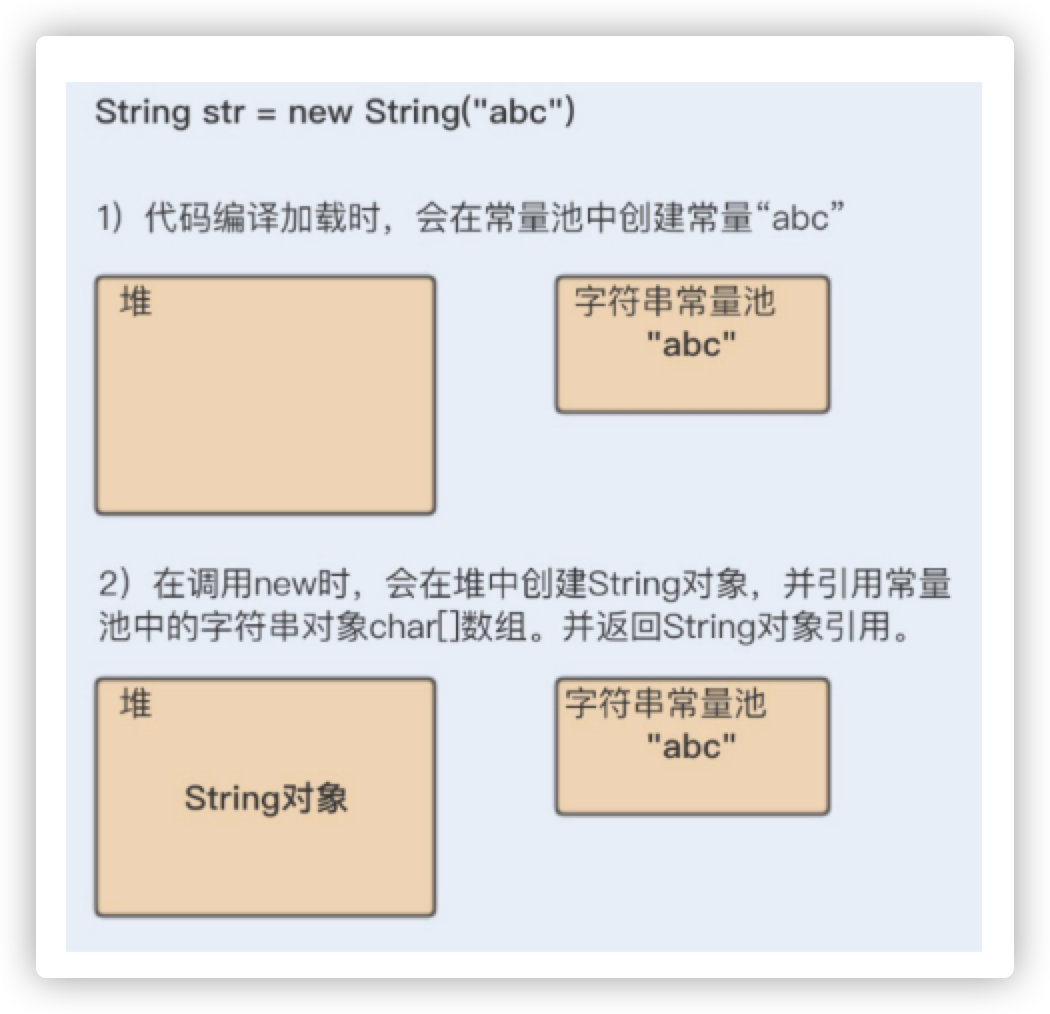 String str = new String("abc")
1）代码编译加载时，会在常量池中创建常量“abc”
堆
字符串常量池
"abc"
2）在调用new时，会在堆中创建String对象，并引用常量
池中的字符串对象char[]数组。并返回String对象引用。
堆
String对象
字符串常量池
"abc"